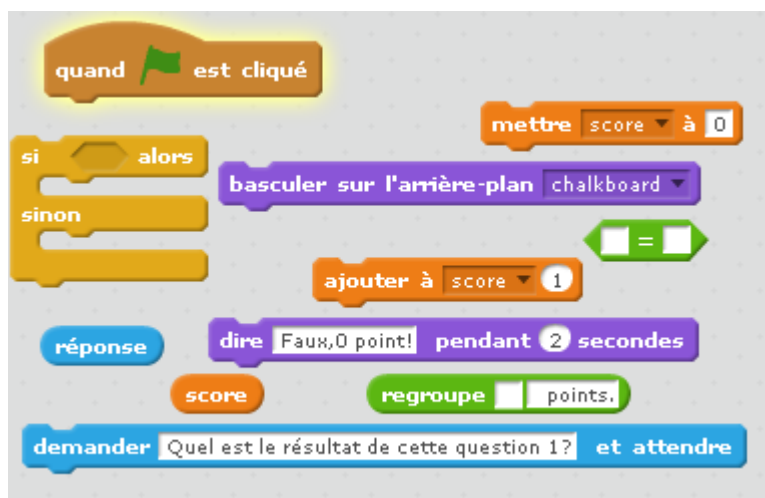 quand est cliqué
mettre score à 0
si alors
basculer sur l'arrière-plan chalkboard
sinon
=
ajouter à score 1
réponse
dire Faux,0 point! pendant 2 secondes
score
regroupe points.
demander Quel est le résultat de cette question 1? et attendre